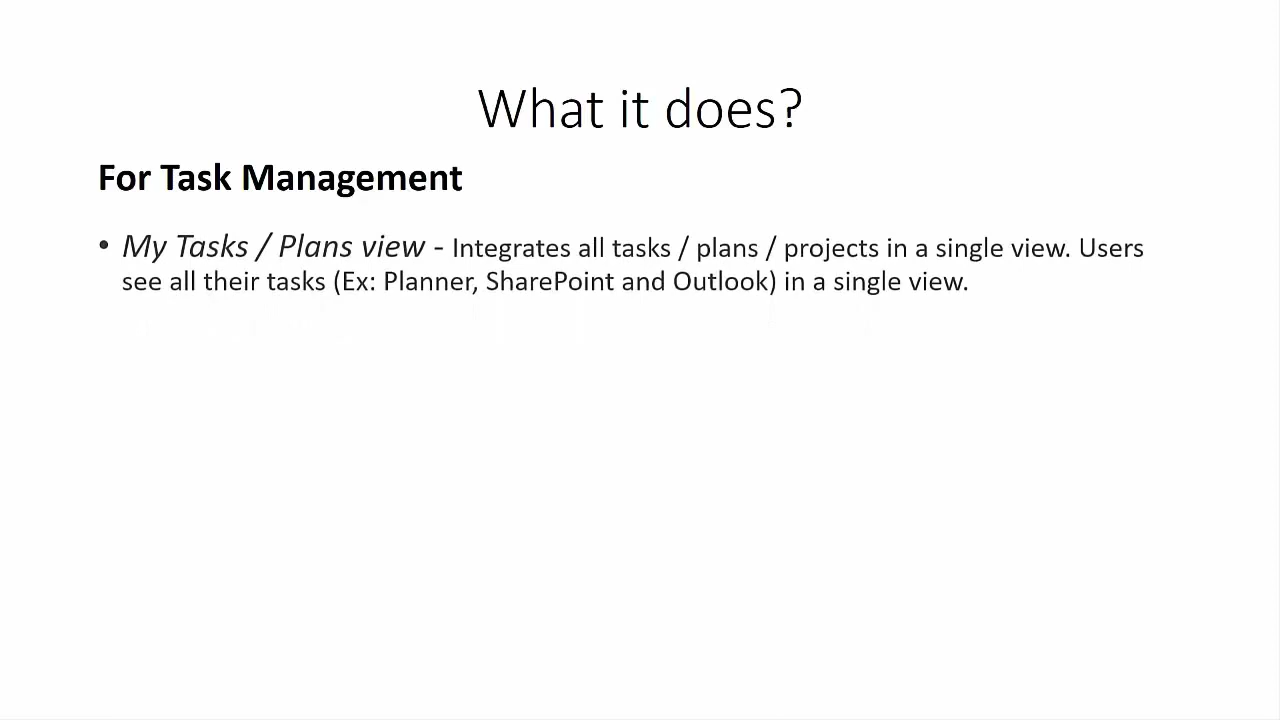 What it does?
For Task Management
• My Tasks / Plans view - Integrates all tasks / plans / projects in a single view. Users
see all their tasks (Ex: Planner, SharePoint and Outlook) in a single view.